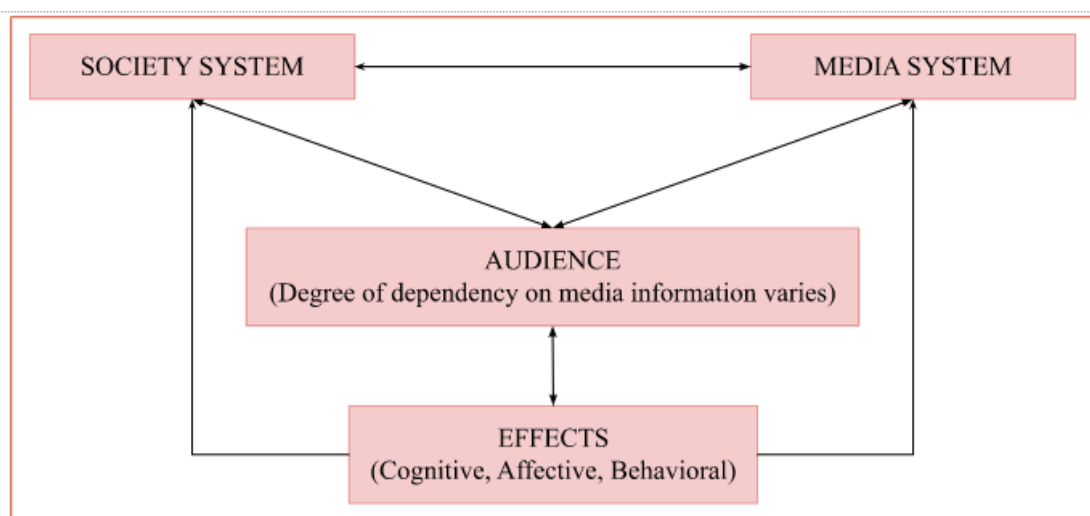 SOCIETY SYSTEM
MEDIA SYSTEM
AUDIENCE
(Degree of dependency on media information varies)
EFFECTS
(Cognitive, Affective, Behavioral)